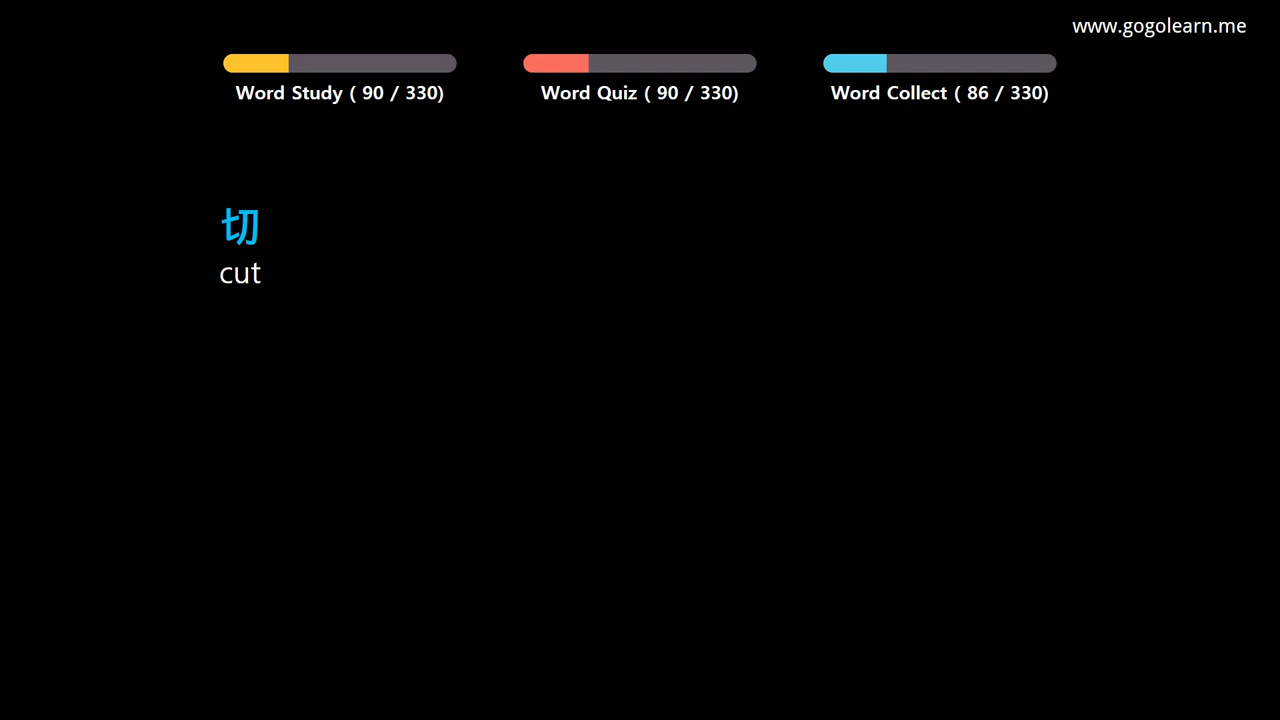 www.gogolearn.me
Word Study ( 90 / 330)
Word Quiz ( 90 / 330)
Word Collect ( 86 / 330)
切
cut